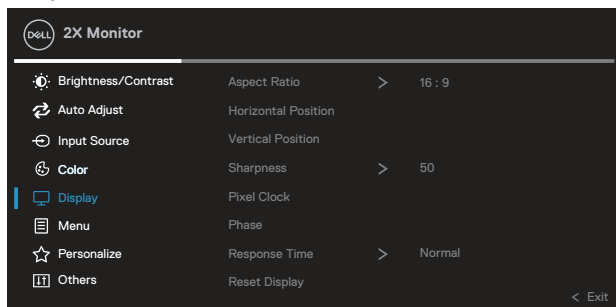 DELL 2X Monitor
Brightness/Contrast Aspect Ratio > 16 : 9
Auto Adjust Horizontal Position
Input Source Vertical Position
Color Sharpness > 50
Display Pixel Clock
Menu Phase
Personalize Response Time > Normal
Others Reset Display
< Exit